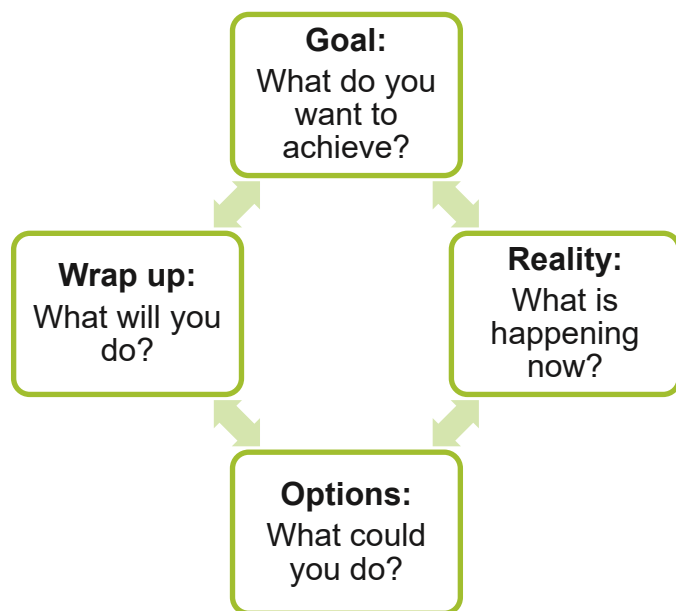 Goal:
What do you
want to
achieve?
Wrap up:
What will you
do?
Reality:
What is
happening
now?
Options:
What could
you do?